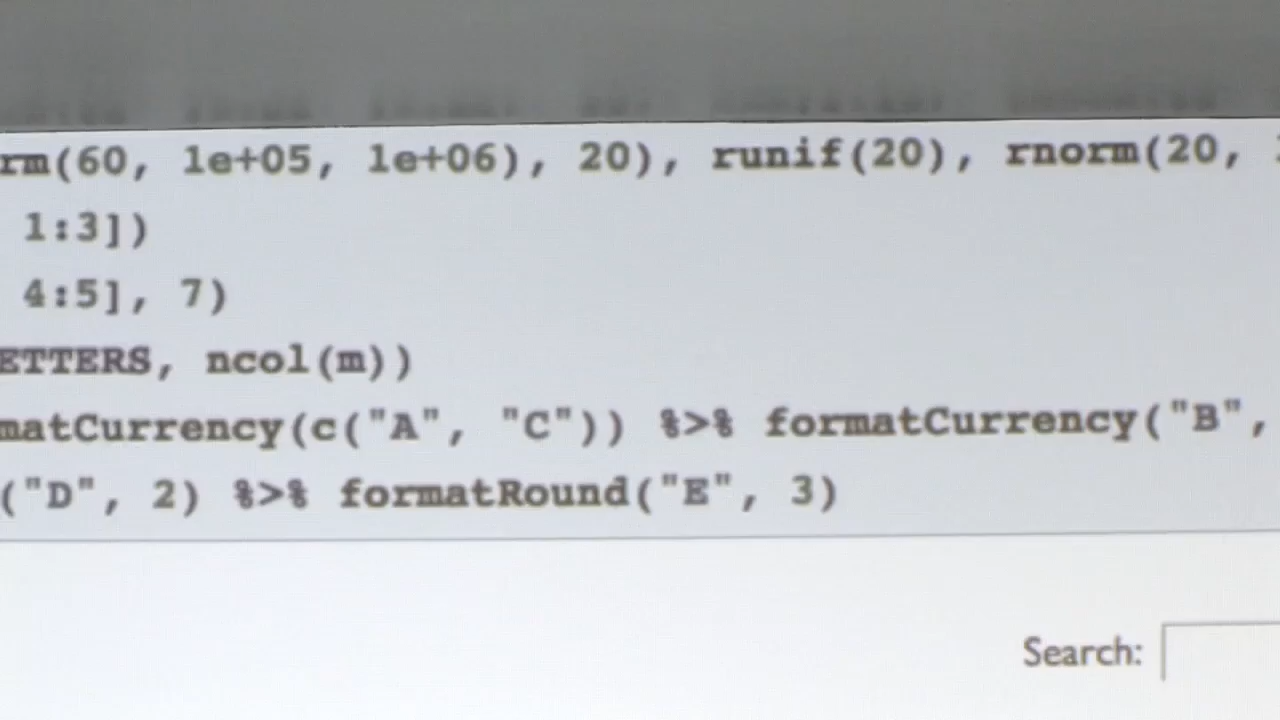 rm(60, 1e+05, 1e+06), 20), runif(20), rnorm(20,
1:3])
4:5], 7)
ETTERS, ncol(m))
matCurrency(c("A", "C")) %>% formatCurrency("B",
("D", 2) %>% formatRound("E", 3)
Search: